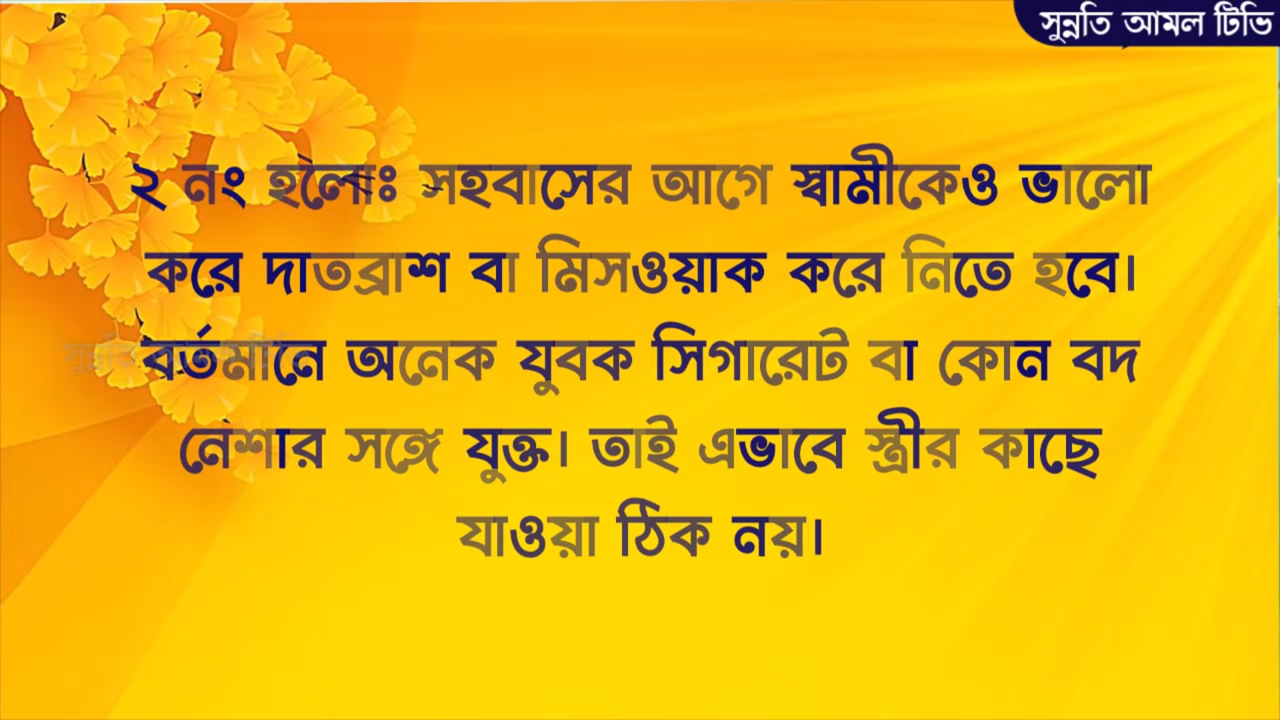 সুন্নতি আমল টিভি
২ নং হলোঃ সহবাসের আগে স্বামীকেও ভালো
করে দাতব্রাশ বা মিসওয়াক করে নিতে হবে।
বর্তমানে অনেক যুবক সিগারেট বা কোন বদ
নেশার সঙ্গে যুক্ত। তাই এভাবে স্ত্রীর কাছে
যাওয়া ঠিক নয়।